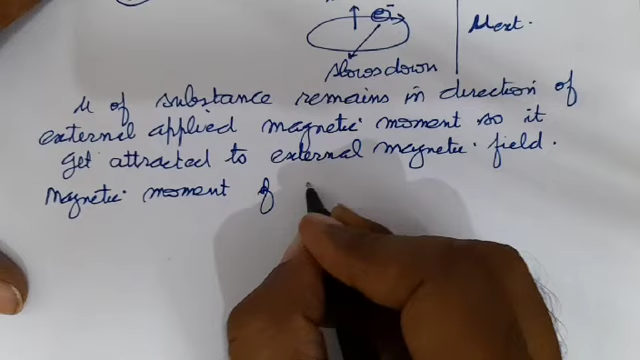 e⁻
μext.
slows down
μ of substance remains in direction of
external applied magnetic moment so it
get attracted to external magnetic field.
Magnetic moment of